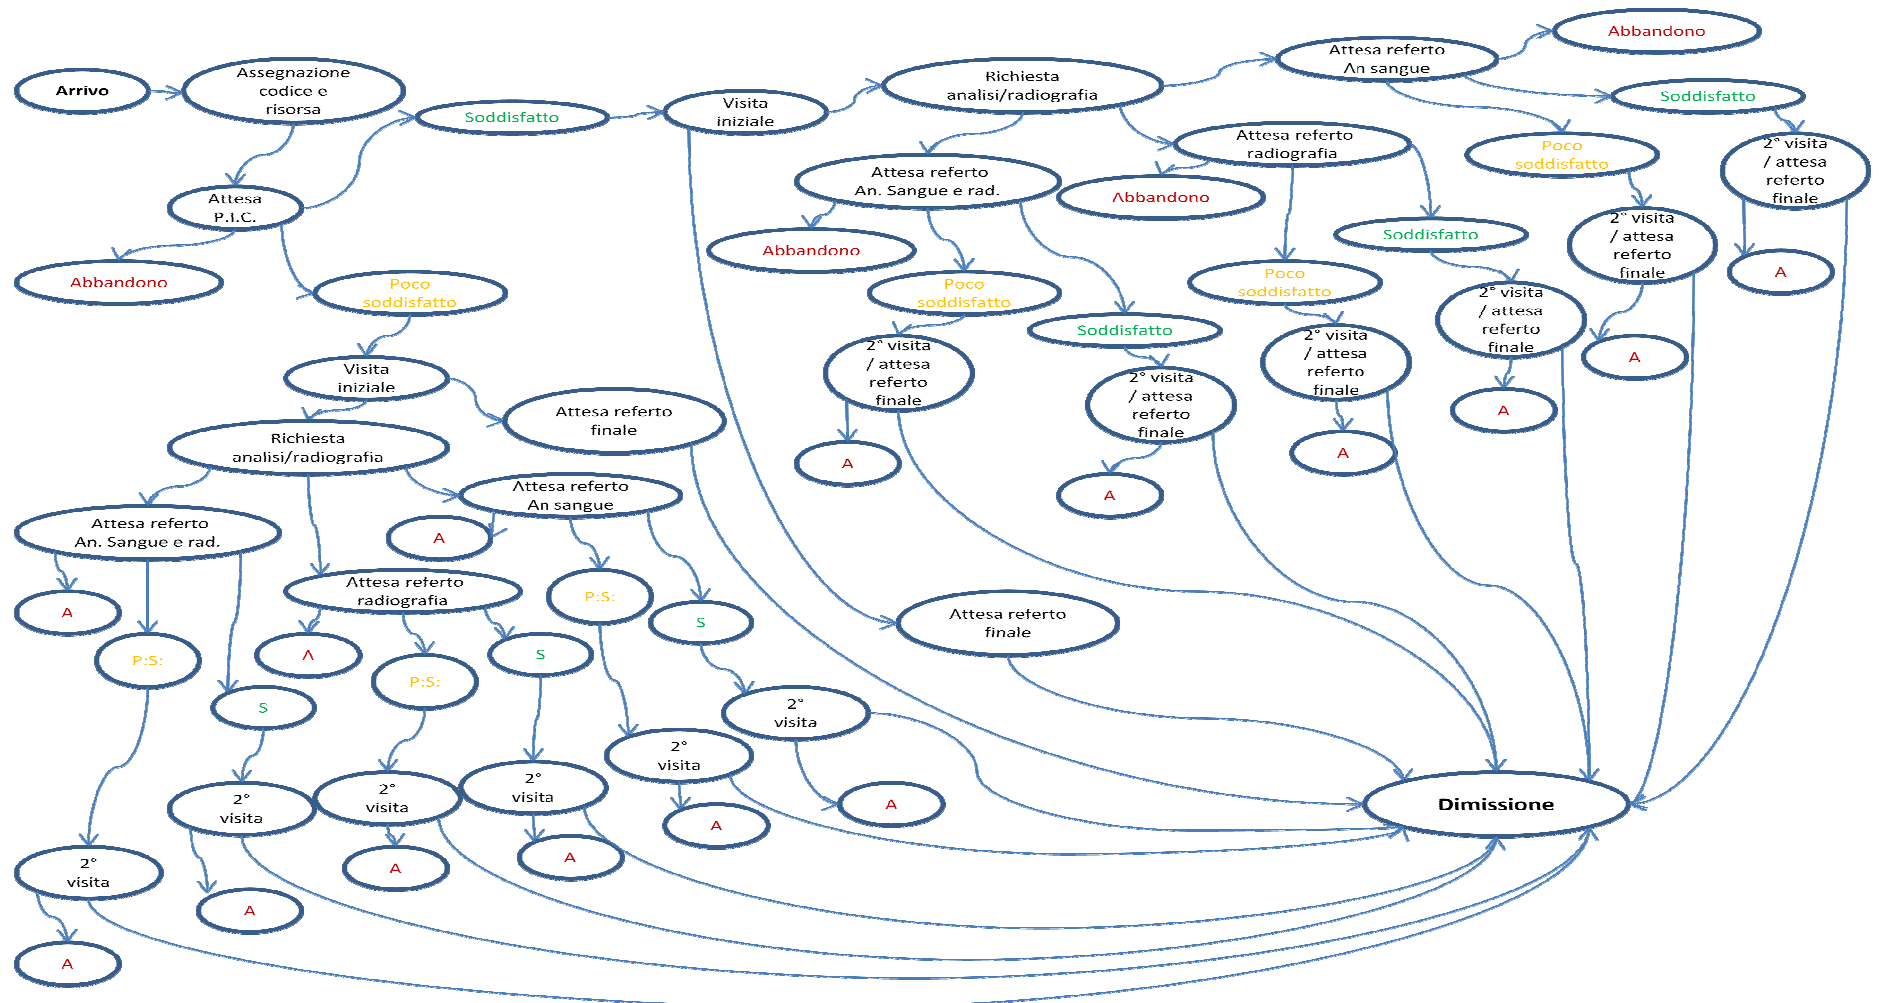 Abbandono
Attesa referto
An sangue
Arrivo
Assegnazione
codice e
risorsa
Soddisfatto
Visita
iniziale
Richiesta
analisi/radiografia
Soddisfatto
Attesa referto
radiografia
Poco
soddisfatto
2° visita
/ attesa
referto
finale
Attesa
P.I.C.
Attesa referto
An. Sangue e rad.
Abbandono
Soddisfatto
2° visita
/ attesa
referto
finale
A
Abbandono
Abbandono
Poco
soddisfatto
Poco
soddisfatto
Poco
soddisfatto
2° visita
/ attesa
referto
finale
Soddisfatto
2° visita
/ attesa
referto
finale
A
2° visita
/ attesa
referto
finale
2° visita
/ attesa
referto
finale
A
Visita
iniziale
Attesa referto
finale
Richiesta
analisi/radiografia
A
A
A
Attesa referto
An sangue
Attesa referto
An. Sangue e rad.
A
Attesa referto
radiografia
P:S:
A
S
Attesa referto
finale
P:S:
A
S
P:S:
S
2°
visita
2°
visita
2°
visita
2°
visita
2°
visita
A
Dimissione
A
2°
visita
A
A
A
A